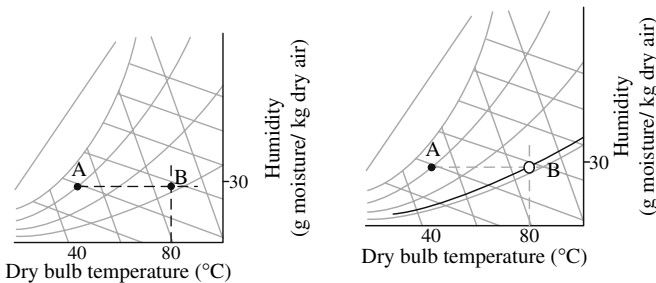 A
B
30
40
80
Dry bulb temperature (°C)
Humidity
(g moisture/ kg dry air)
A
B
30
40
80
Dry bulb temperature (°C)
Humidity
(g moisture/ kg dry air)